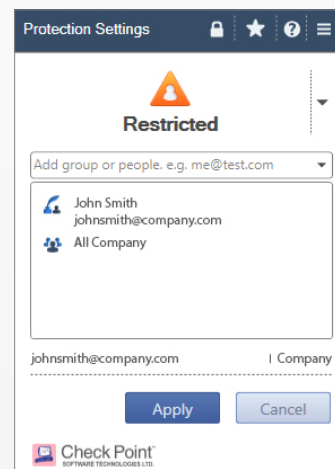 Protection Settings
Restricted
Add group or people. e.g. me@test.com
John Smith
johnsmith@company.com
All Company
johnsmith@company.com | Company
Apply Cancel
Check Point
SOFTWARE TECHNOLOGIES LTD.